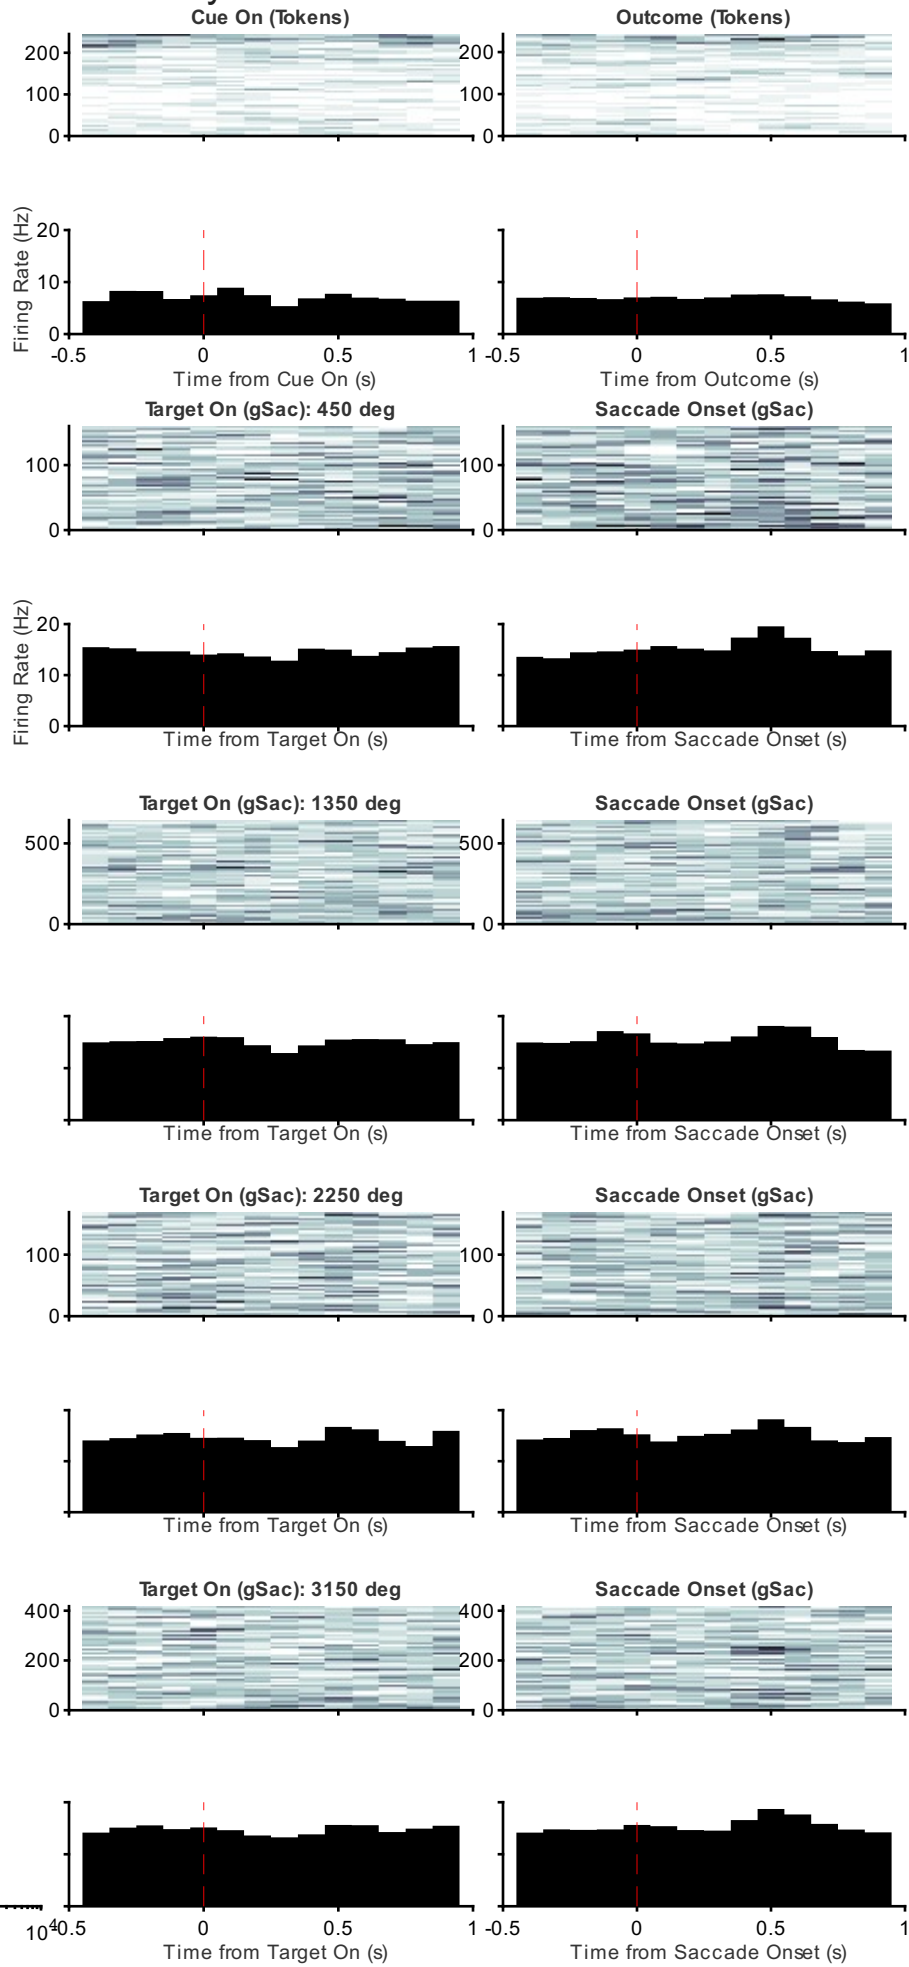 Cue On (Tokens) Outcome (Tokens)
200 200
100 100
0 0
Firing Rate (Hz)
20
10
0
-0.5 0 0.5 1 -0.5 0 0.5 1
Time from Cue On (s) Time from Outcome (s)
Target On (gSac): 450 deg Saccade Onset (gSac)
100 100
0 0
Firing Rate (Hz)
20
10
0
Time from Target On (s) Time from Saccade Onset (s)
Target On (gSac): 1350 deg Saccade Onset (gSac)
500 500
0 0
Time from Target On (s) Time from Saccade Onset (s)
Target On (gSac): 2250 deg Saccade Onset (gSac)
100 100
0 0
Time from Target On (s) Time from Saccade Onset (s)
Target On (gSac): 3150 deg Saccade Onset (gSac)
400 400
200 200
0 0
10⁴ 0.5 0 0.5 1 -0.5 0 0.5 1
Time from Target On (s) Time from Saccade Onset (s)